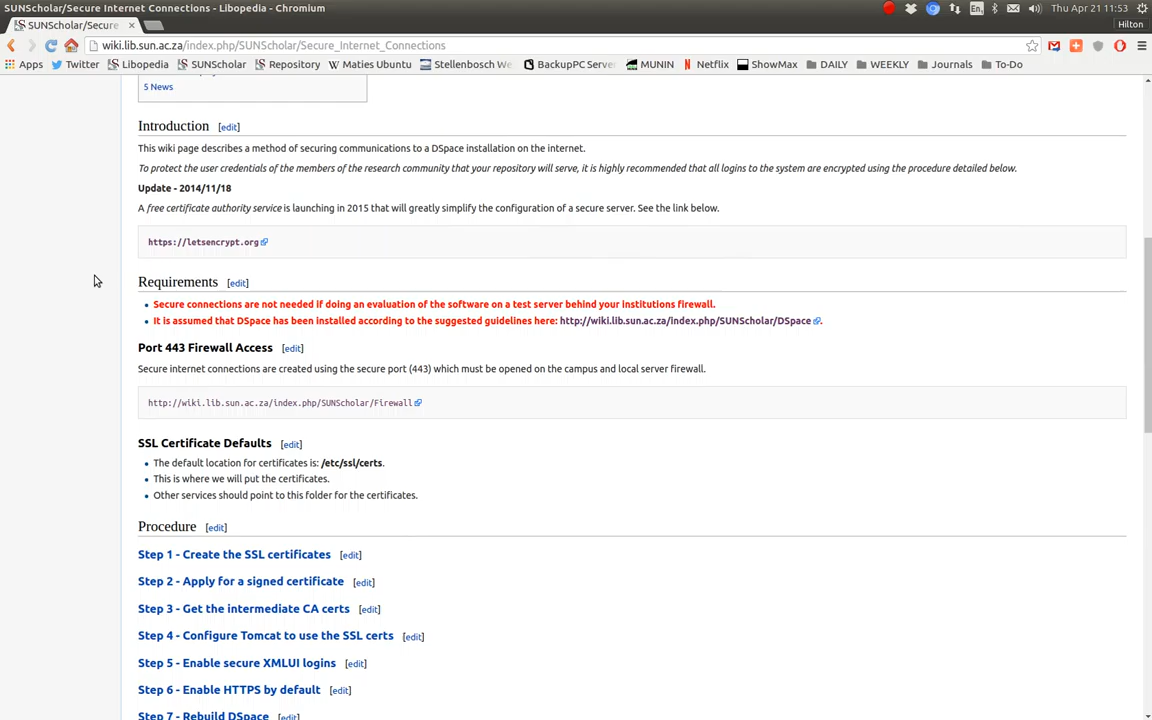 SUNScholar/Secure Internet Connections - Libopedia - Chromium
Thu Apr 21 11:53
En
SUNScholar/Secure
Hilton
wiki.lib.sun.ac.za/index.php/SUNScholar/Secure_Internet_Connections
Apps Twitter Libopedia SUNScholar Repository Maties Ubuntu Stellenbosch We BackupPC Serve MUNIN Netflix ShowMax DAILY WEEKLY Journals To-Do
5 News
Introduction [edit]
This wiki page describes a method of securing communications to a DSpace installation on the internet.
To protect the user credentials of the members of the research community that your repository will serve, it is highly recommended that all logins to the system are encrypted using the procedure detailed below.
Update - 2014/11/18
A free certificate authority service is launching in 2015 that will greatly simplify the configuration of a secure server. See the link below.
https://letsencrypt.org
Requirements [edit]
Secure connections are not needed if doing an evaluation of the software on a test server behind your institutions firewall.
It is assumed that DSpace has been installed according to the suggested guidelines here: http://wiki.lib.sun.ac.za/index.php/SUNScholar/DSpace.
Port 443 Firewall Access [edit]
Secure internet connections are created using the secure port (443) which must be opened on the campus and local server firewall.
http://wiki.lib.sun.ac.za/index.php/SUNScholar/Firewall
SSL Certificate Defaults [edit]
The default location for certificates is: /etc/ssl/certs.
This is where we will put the certificates.
Other services should point to this folder for the certificates.
Procedure [edit]
Step 1 - Create the SSL certificates [edit]
Step 2 - Apply for a signed certificate [edit]
Step 3 - Get the intermediate CA certs [edit]
Step 4 - Configure Tomcat to use the SSL certs [edit]
Step 5 - Enable secure XMLUI logins [edit]
Step 6 - Enable HTTPS by default [edit]
Step 7 - Rebuild DSpace [edit]